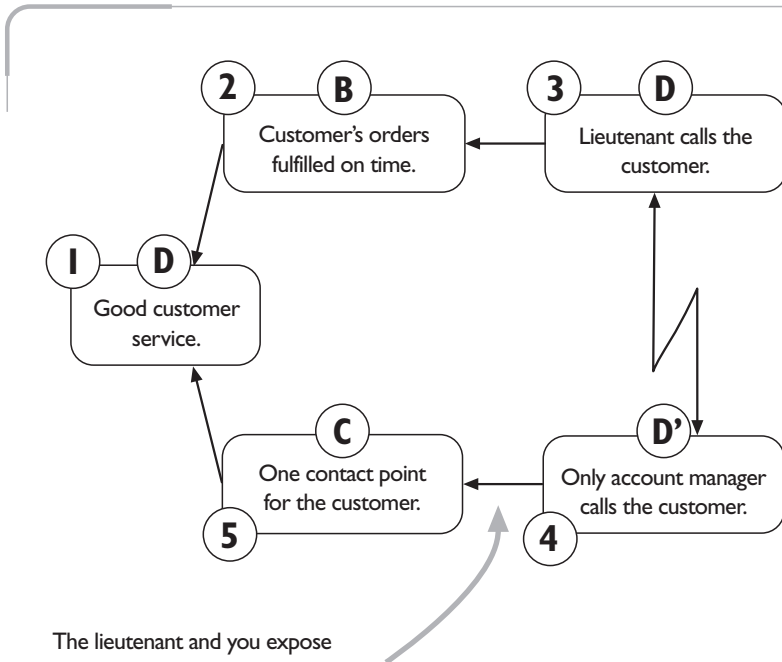 2
B
Customer’s orders
fulfilled on time.
3
D
Lieutenant calls the
customer.
1
D
Good customer
service.
C
One contact point
for the customer.
5
D’
Only account manager
calls the customer.
4
The lieutenant and you expose